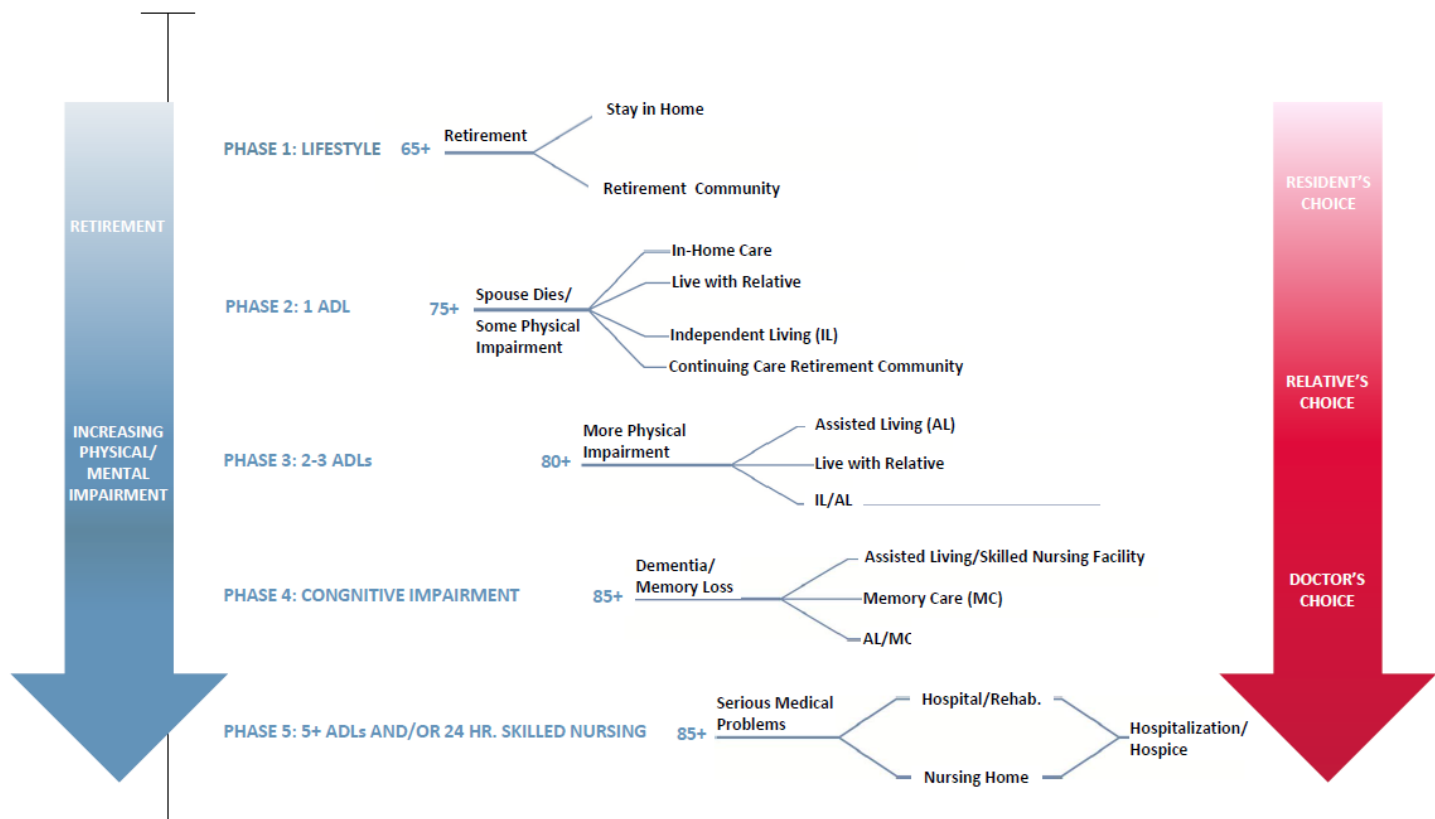 Stay in Home
Retirement
PHASE 1: LIFESTYLE 65+
Retirement Community
RETIREMENT
RESIDENT'S
CHOICE
In-Home Care
Live with Relative
Spouse Dies/
PHASE 2: 1 ADL 75+
Some Physical
Impairment
Independent Living (IL)
Continuing Care Retirement Community
RELATIVE'S
CHOICE
INCREASING
PHYSICAL/
MENTAL
IMPAIRMENT
Assisted Living (AL)
More Physical
Impairment
PHASE 3: 2-3 ADLs 80+
Live with Relative
IL/AL
Assisted Living/Skilled Nursing Facility
Dementia/
Memory Loss
PHASE 4: CONGNITIVE IMPAIRMENT 85+
Memory Care (MC)
AL/MC
DOCTOR'S
CHOICE
Hospital/Rehab.
Serious Medical
Problems
PHASE 5: 5+ ADLs AND/OR 24 HR. SKILLED NURSING 85+
Hospitalization/
Hospice
Nursing Home